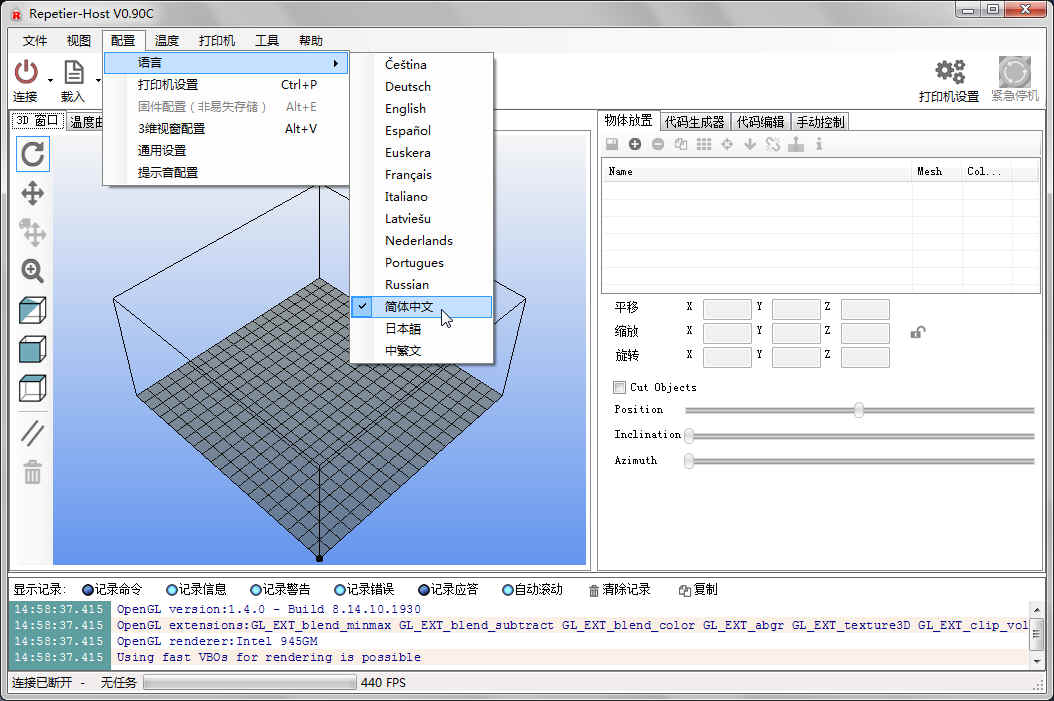 Repetier-Host V0.90C
文件 视图 配置 温度 打印机 工具 帮助
连接 载入 打印机设置 紧急停机
语言
打印机设置 Ctrl+P
固件配置（非易失存储） Alt+E
3维视窗配置 Alt+V
通用设置
提示音配置
Čeština
Deutsch
English
Español
Euskera
Français
Italiano
Latviešu
Nederlands
Portugues
Russian
简体中文
日本語
中繁文
3D 窗口 温度曲
物体放置 代码生成器 代码编辑 手动控制
Name Mesh Col...
平移 X Y Z
缩放 X Y Z
旋转 X Y Z
Cut Objects
Position
Inclination
Azimuth
显示记录: 记录命令 记录信息 记录警告 记录错误 记录应答 自动滚动 清除记录 复制
14:58:37.415 OpenGL version:1.4.0 - Build 8.14.10.1930
14:58:37.415 OpenGL extensions:GL_EXT_blend_minmax GL_EXT_blend_subtract GL_EXT_blend_color GL_EXT_abgr GL_EXT_texture3D GL_EXT_clip_vol
14:58:37.415 OpenGL renderer:Intel 945GM
14:58:37.415 Using fast VBOs for rendering is possible
连接已断开 - 无任务 440 FPS